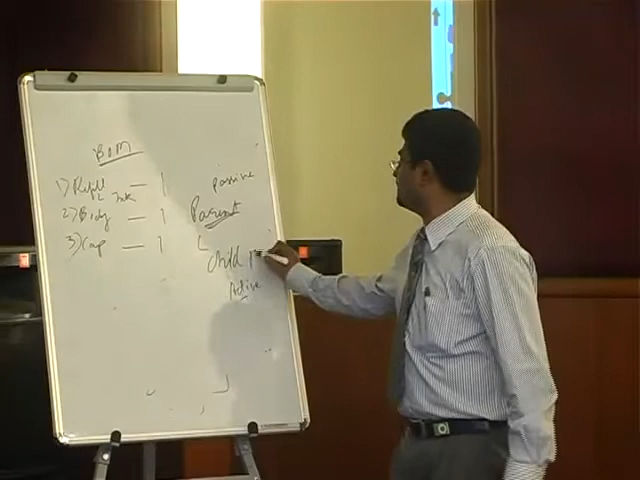 BOM
1) Refill — 1
Ink
2) Body — 1
3) Cap — 1
passive
Parent
child P
Active